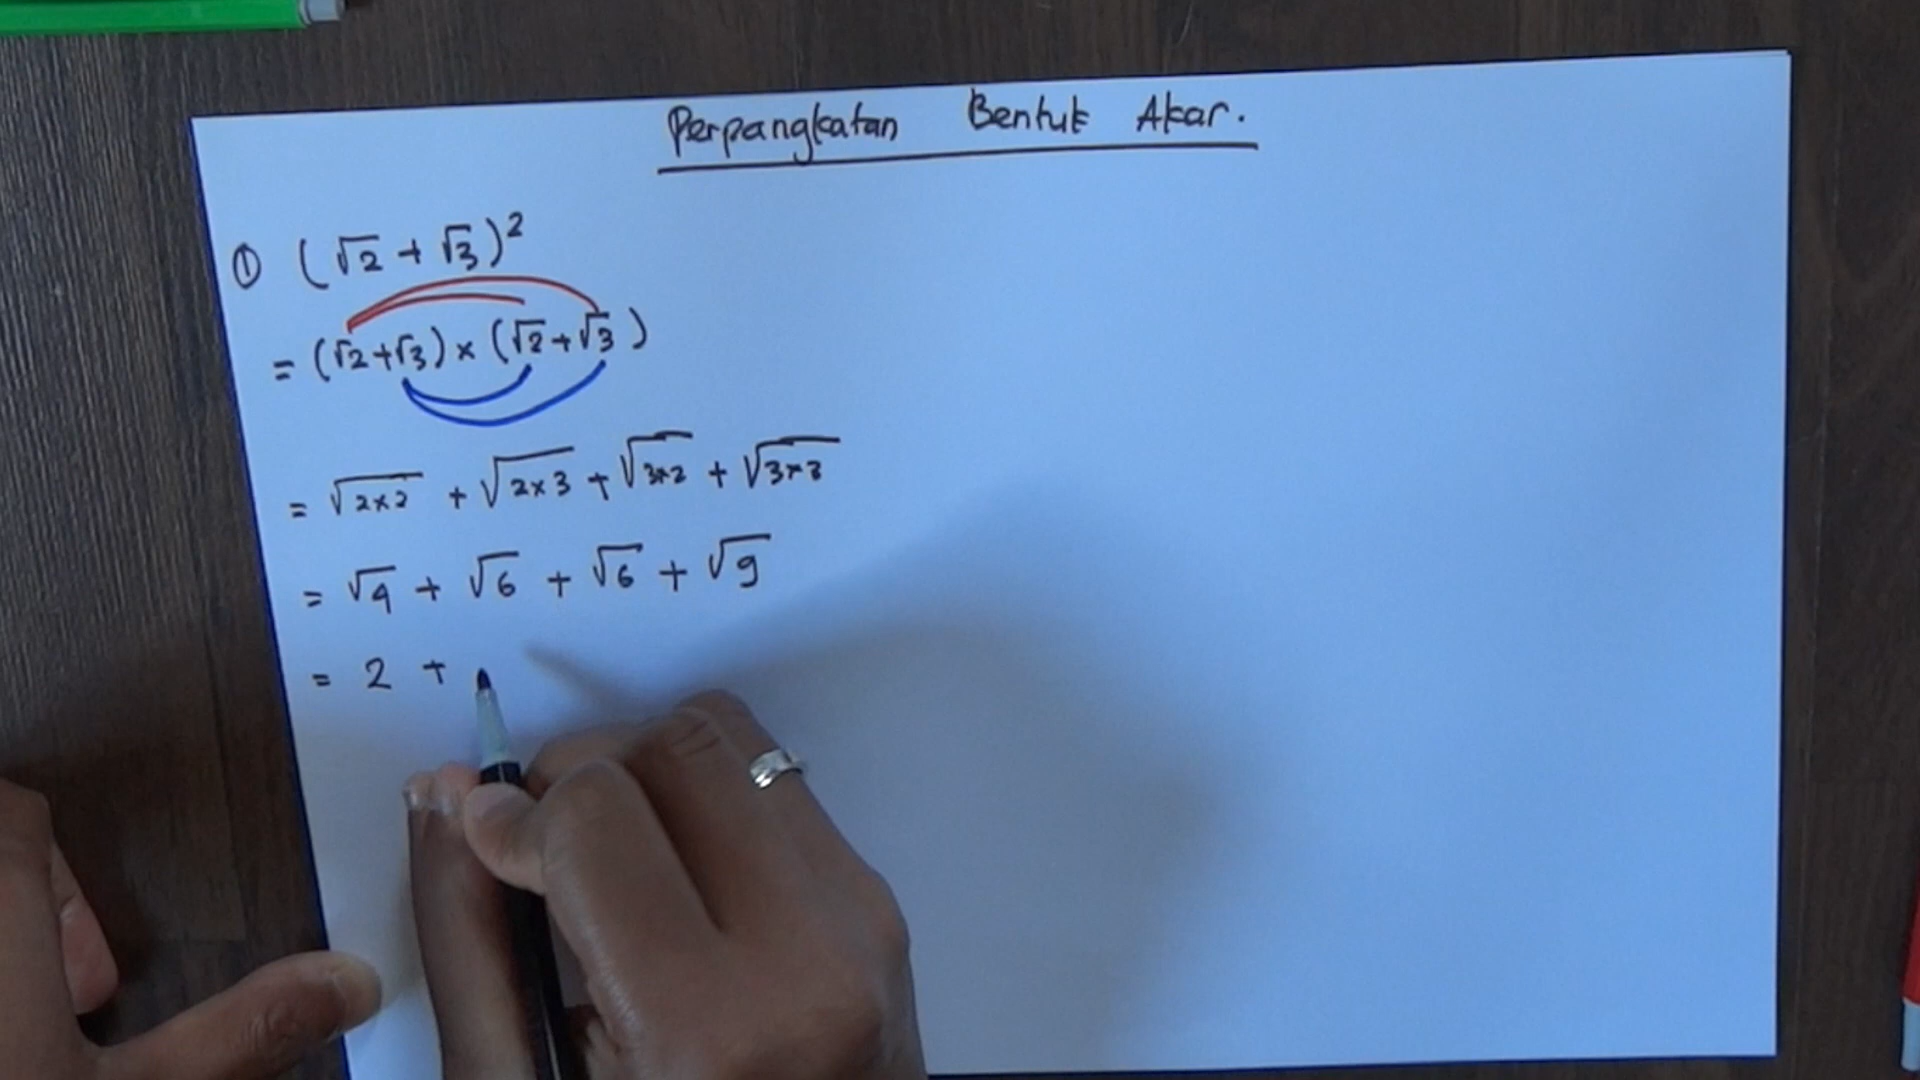 Perpangkatan Bentuk Akar.
① (√2 + √3)²
= (√2+√3) × (√2+√3)
= √2×2 + √2×3 + √3×2 + √3×3
= √4 + √6 + √6 + √9
= 2 +